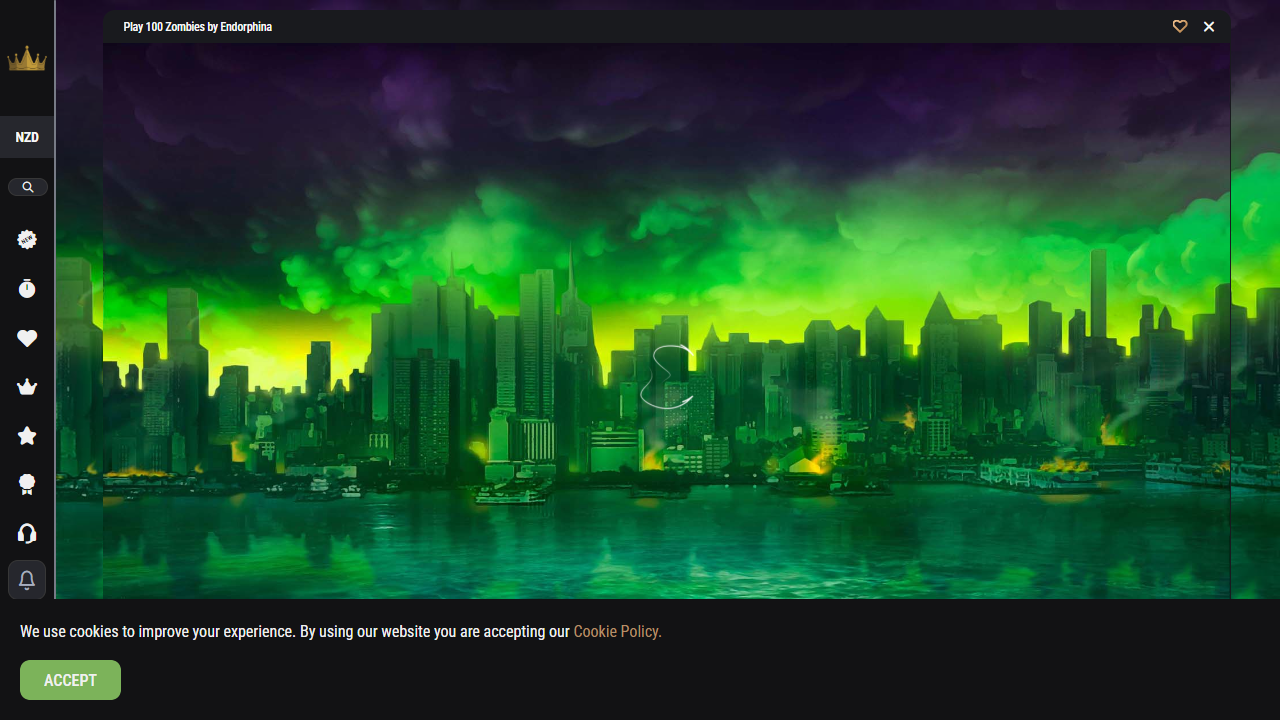 Play 100 Zombies by Endorphina
NZD
NEW
We use cookies to improve your experience. By using our website you are accepting our Cookie Policy.
ACCEPT